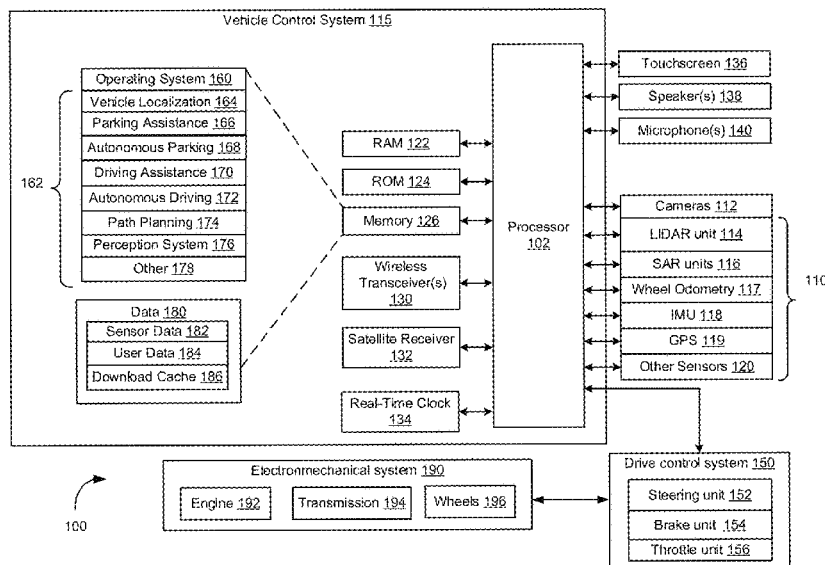 Vehicle Control System 115
Operating System 160
Vehicle Localization 164
Parking Assistance 166
Autonomous Parking 168
Driving Assistance 170
Autonomous Driving 172
Path Planning 174
Perception System 176
Other 178
162
Data 180
Sensor Data 182
User Data 184
Download Cache 186
RAM 122
ROM 124
Memory 126
Wireless
Transceiver(s)
130
Satellite Receiver
132
Real-Time Clock
134
Processor
102
Touchscreen 136
Speaker(s) 138
Microphone(s) 140
Cameras 112
LIDAR unit 114
SAR units 116
Wheel Odometry 117
IMU 118
GPS 119
Other Sensors 120
110
100
Electronmechanical system 190
Engine 192
Transmission 194
Wheels 196
Drive control system 150
Steering unit 152
Brake unit 154
Throttle unit 156